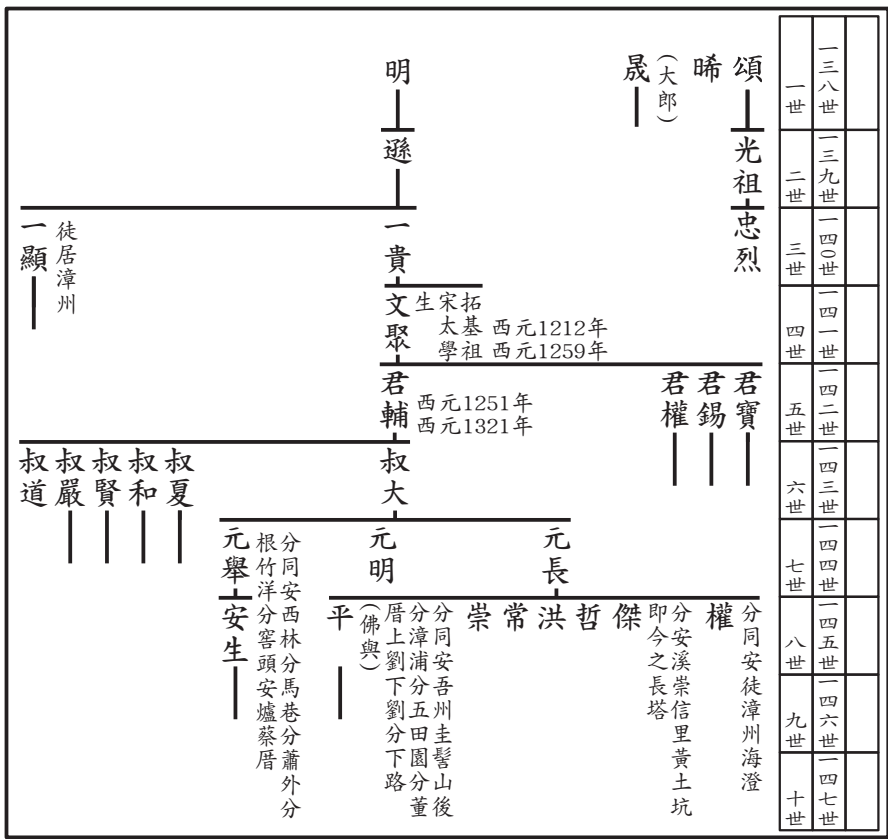 一三八世
一三九世
一四〇世
一四一世
一四二世
一四三世
一四四世
一四五世
一四六世
一四七世
一世
二世
三世
四世
五世
六世
七世
八世
九世
十世
頌
晞
(大郎)
晟
明
光祖
遜
忠烈
一貴
徒居漳州
一顯
拓基祖
宋太學
生
西元1212年
西元1259年
文聚
君寶
君錫
君權
君輔
西元1251年
西元1321年
叔大
叔夏
叔和
叔賢
叔嚴
叔道
元長
元明
元舉
分同安西林分馬巷分蕭外分
根竹洋分窖頭安爐蔡厝
分同安徒漳州海澄
權
分安溪崇信里黃土坑
即今之長塔
傑
哲
洪
常
崇
分同安吾州圭髻山後
分漳浦分五田園分董
厝上劉下劉分下路
(佛與)
平
安生